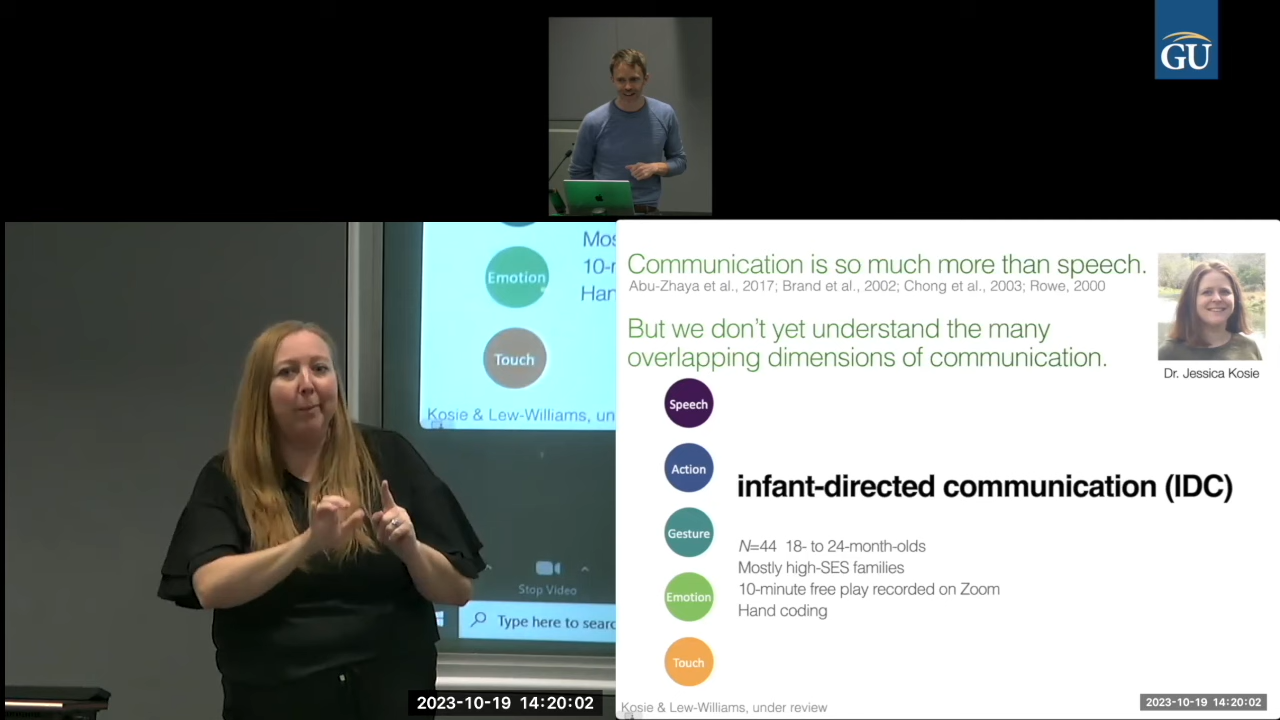 GU
Communication is so much more than speech.
Abu-Zhaya et al., 2017; Brand et al., 2002; Chong et al., 2003; Rowe, 2000
But we don't yet understand the many
overlapping dimensions of communication.
Dr. Jessica Kosie
Speech
Action
Gesture
Emotion
Touch
infant-directed communication (IDC)
N=44 18- to 24-month-olds
Mostly high-SES families
10-minute free play recorded on Zoom
Hand coding
Kosie & Lew-Williams, under review
2023-10-19 14:20:02
Emotion
Touch
Mos
10-r
Han
Kosie & Lew-Williams, un
Stop Video
Type here to searc
2023-10-19 14:20:02